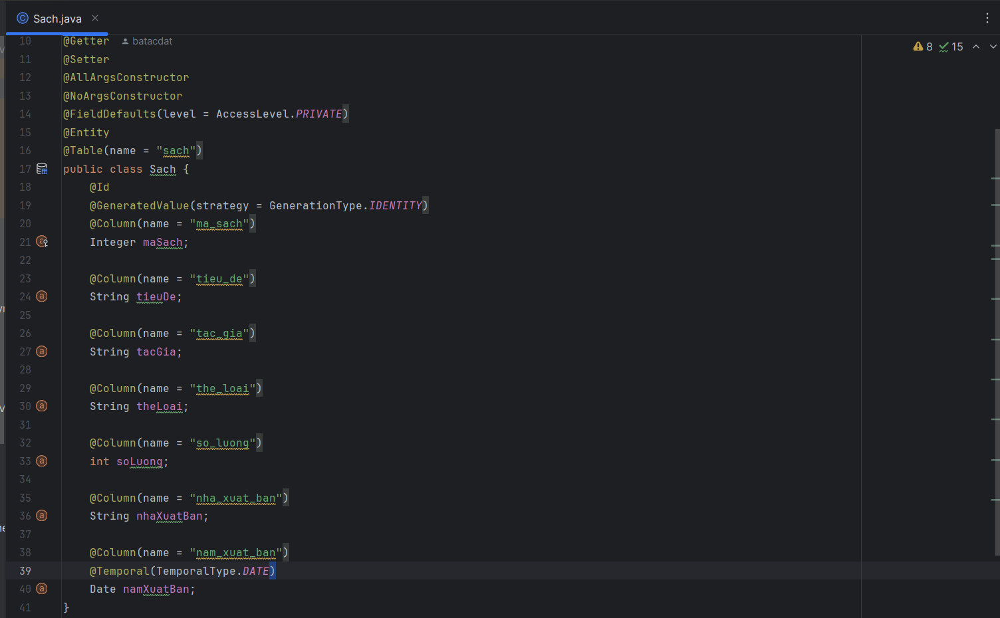 Sach.java
8 15
10 @Getter batacdat
11 @Setter
12 @AllArgsConstructor
13 @NoArgsConstructor
14 @FieldDefaults(level = AccessLevel.PRIVATE)
15 @Entity
16 @Table(name = "sach")
17 public class Sach {
18 @Id
19 @GeneratedValue(strategy = GenerationType.IDENTITY)
20 @Column(name = "ma_sach")
21 Integer maSach;
22
23 @Column(name = "tieu_de")
24 String tieuDe;
25
26 @Column(name = "tac_gia")
27 String tacGia;
28
29 @Column(name = "the_loai")
30 String theLoai;
31
32 @Column(name = "so_luong")
33 int soLuong;
34
35 @Column(name = "nha_xuat_ban")
36 String nhaXuatBan;
37
38 @Column(name = "nam_xuat_ban")
39 @Temporal(TemporalType.DATE)
40 Date namXuatBan;
41 }